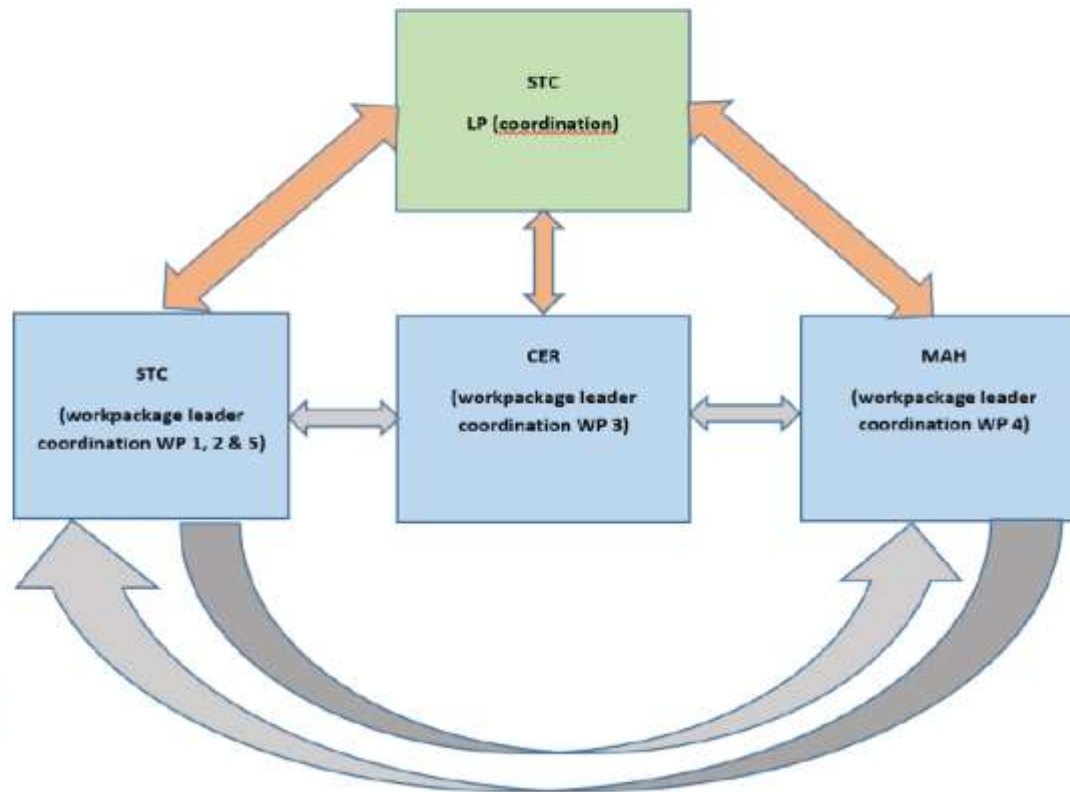 STC
LP (coordination)
STC
(workpackage leader
coordination WP 1, 2 & 5)
CER
(workpackage leader
coordination WP 3)
MAH
(workpackage leader
coordination WP 4)